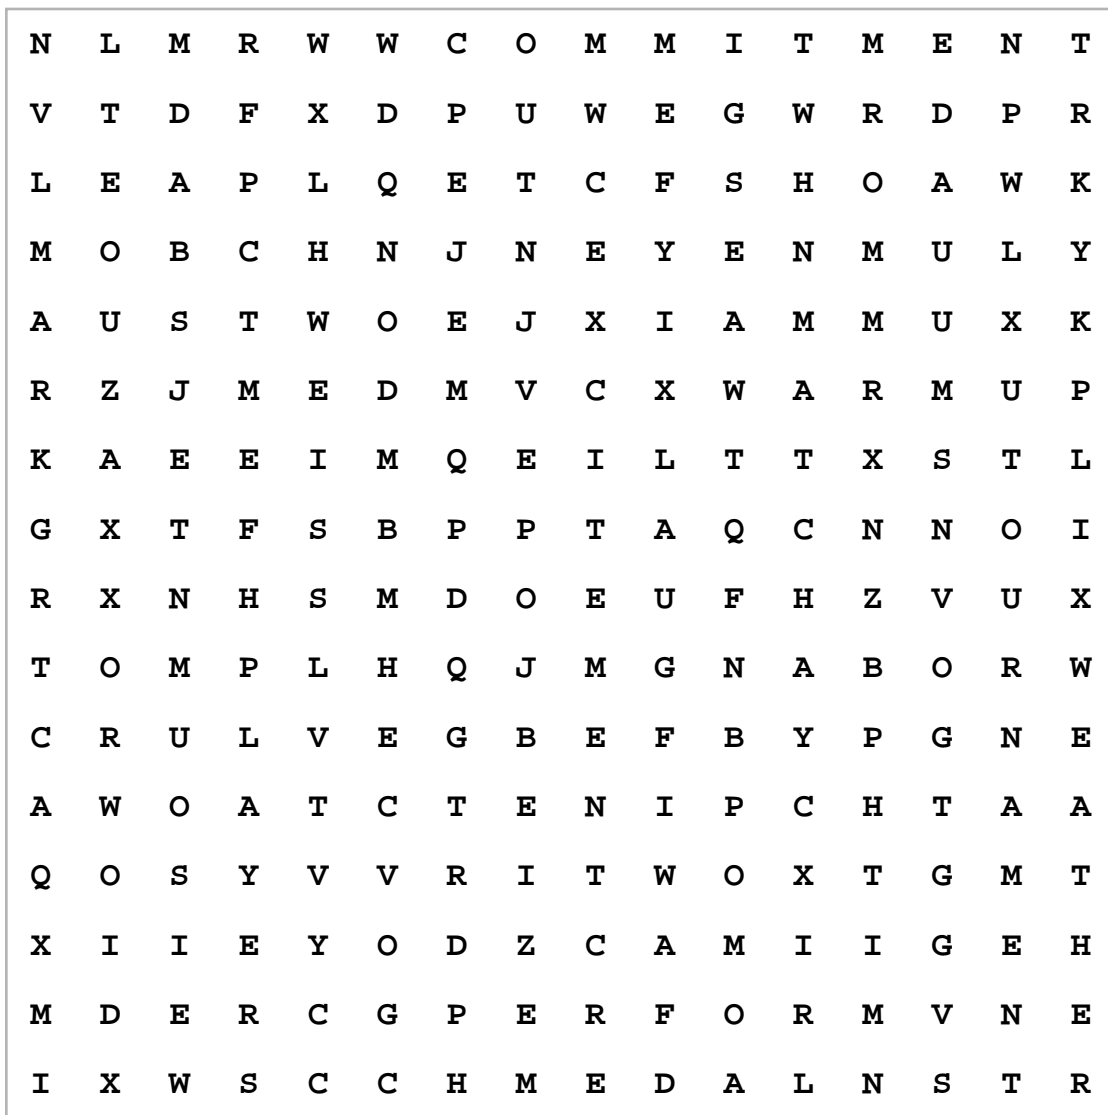 N L M R W W C O M M I T M E N T
V T D F X D P U W E G W R D P R
L E A P L Q E T C F S H O A W K
M O B C H N J N E Y E N M U L Y
A U S T W O E J X I A M M U X K
R Z J M E D M V C X W A R M U P
K A E E I M Q E I L T T X S T L
G X T F S B P P T A Q C N N O I
R X N H S M D O E U F H Z V U X
T O M P L H Q J M G N A B O R W
C R U L V E G B E F B Y P G N E
A W O A T C T E N I P C H T A A
Q O S Y V V R I T W O X T G M T
X I I E Y O D Z C A M I I G E H
M D E R C G P E R F O R M V N E
I X W S C C H M E D A L N S T R